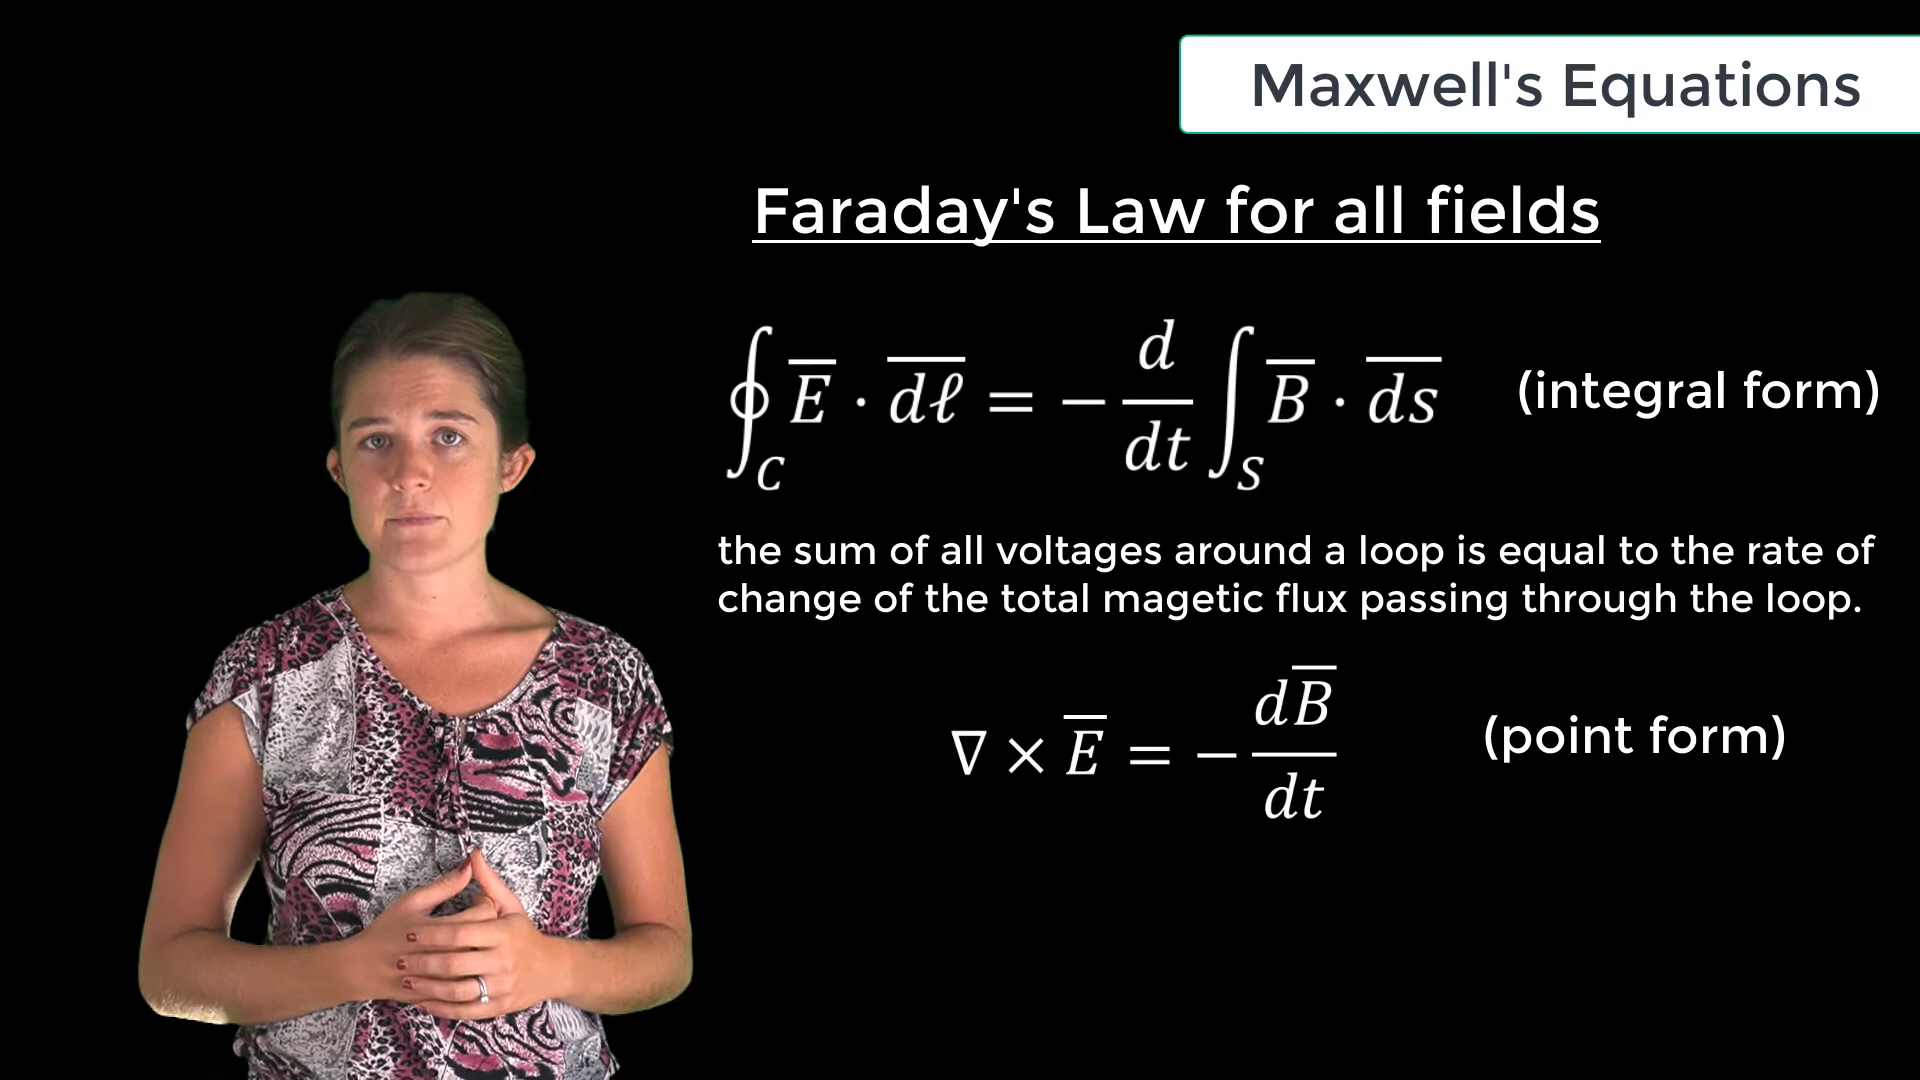 Maxwell's Equations
Faraday's Law for all fields
∮_C E̅ · d̅ℓ̅ = − d/dt ∫_S B̅ · d̅s̅ (integral form)
the sum of all voltages around a loop is equal to the rate of
change of the total magetic flux passing through the loop.
∇ × E̅ = − dB̅/dt (point form)